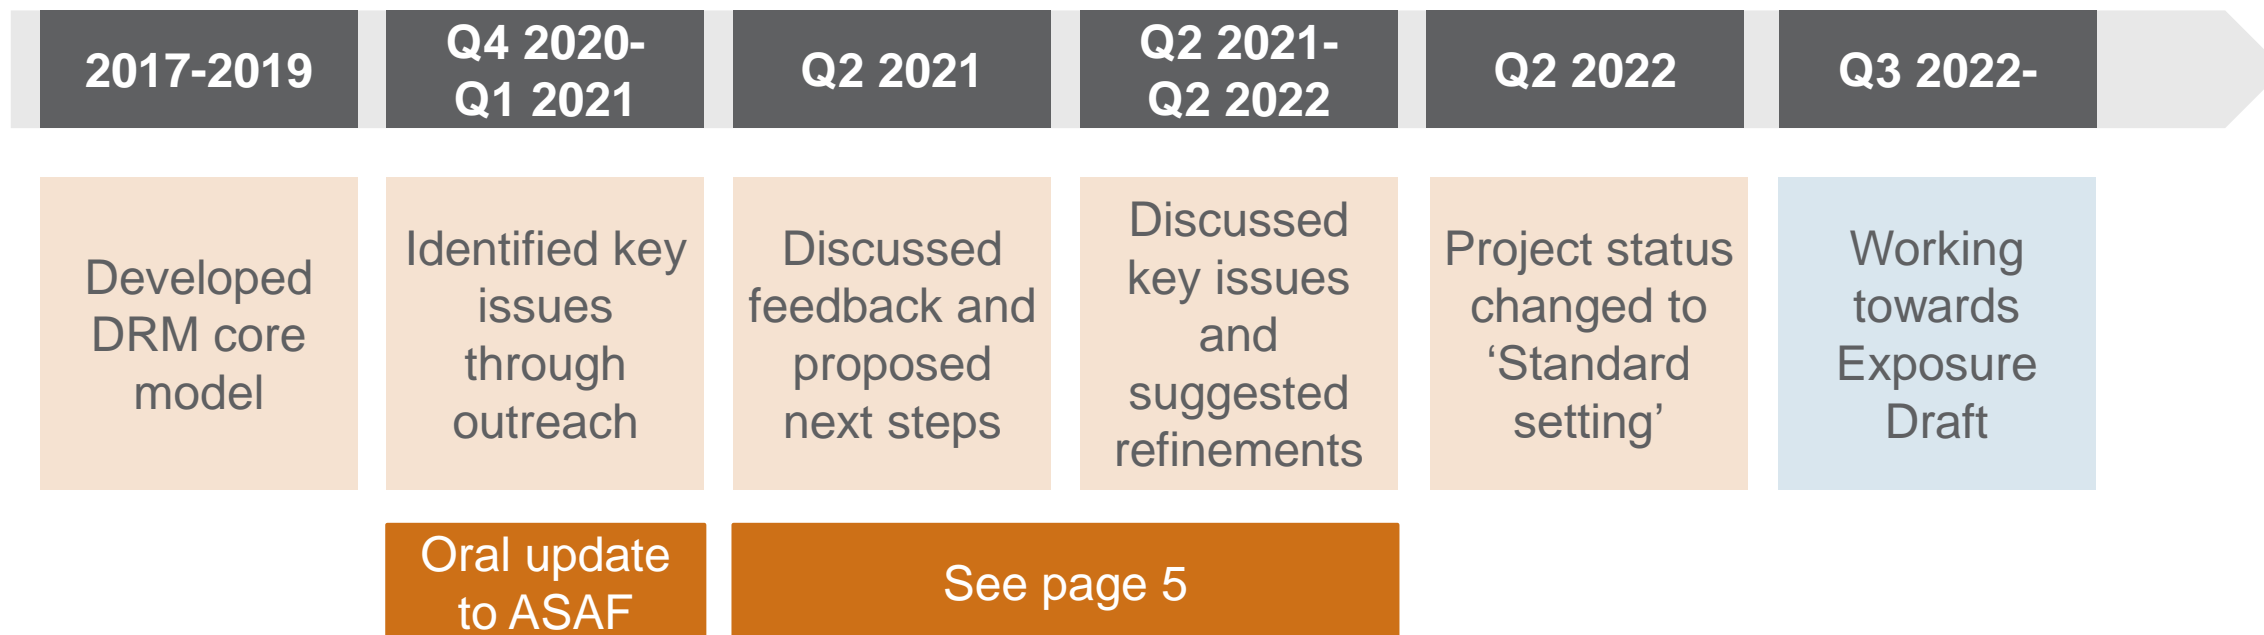 2017-2019
Q4 2020-
Q1 2021
Q2 2021
Q2 2021-
Q2 2022
Q2 2022
Q3 2022-
Developed
DRM core
model
Identified key
issues
through
outreach
Discussed
feedback and
proposed
next steps
Discussed
key issues
and
suggested
refinements
Project status
changed to
‘Standard
setting’
Working
towards
Exposure
Draft
Oral update
to ASAF
See page 5